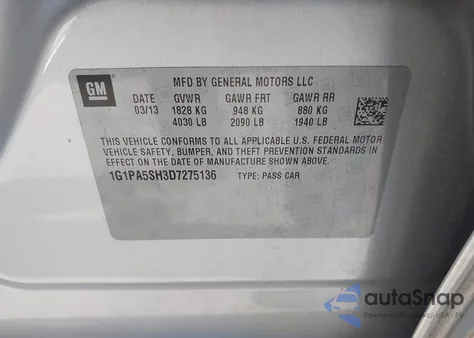 GM
MFD BY GENERAL MOTORS LLC
DATE GVWR GAWR FRT GAWR RR
03/13 1828 KG 948 KG 880 KG
4030 LB 2090 LB 1940 LB
THIS VEHICLE CONFORMS TO ALL APPLICABLE U.S. FEDERAL MOTOR
VEHICLE SAFETY, BUMPER, AND THEFT PREVENTION STANDARDS IN
EFFECT ON THE DATE OF MANUFACTURE SHOWN ABOVE.
1G1PA5SH3D7275136 TYPE: PASS CAR
autoSnap